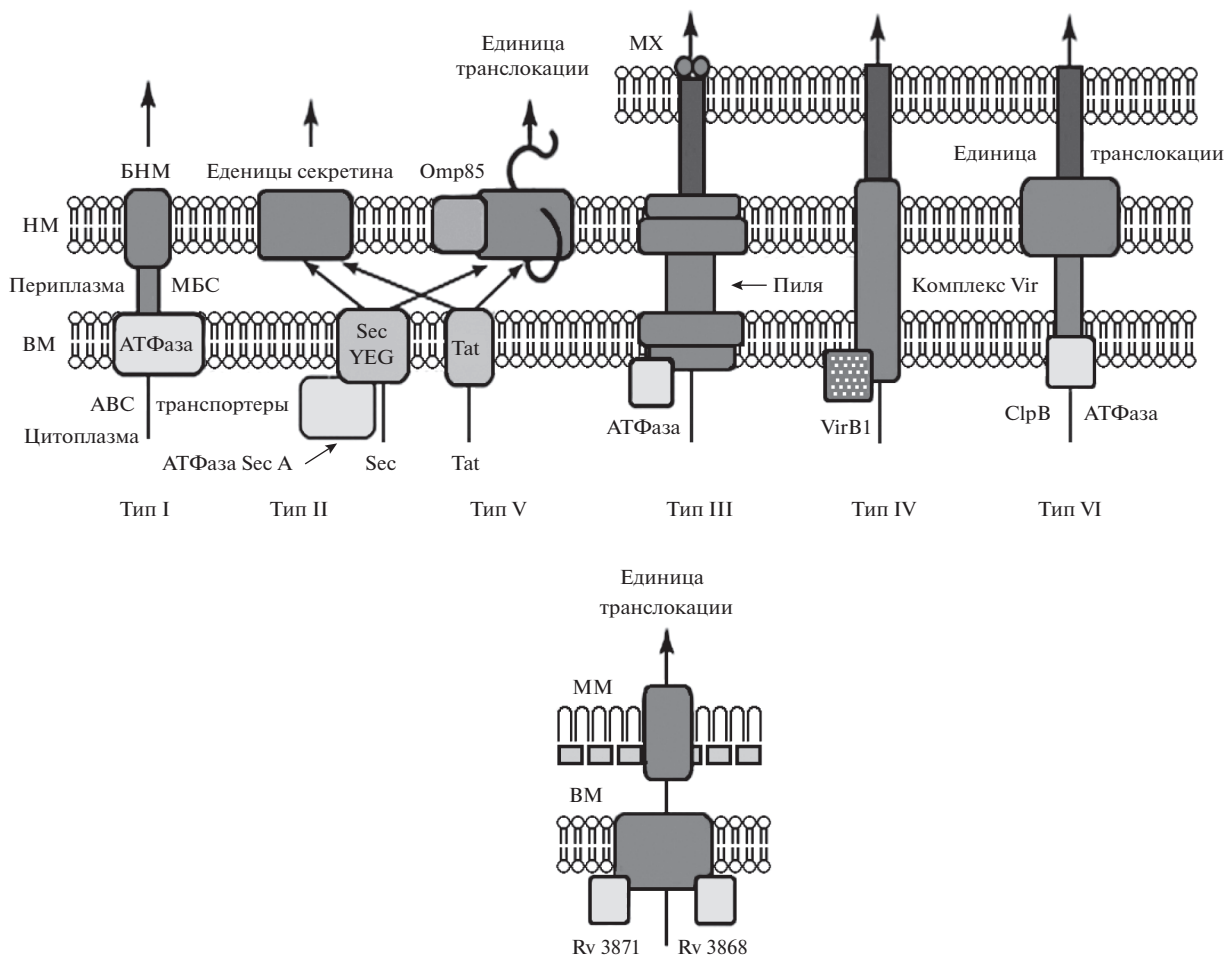 Единица
транслокации
МХ
БНМ
Еденицы секретина
Omp85
Единица транслокации
НМ
Периплазма
МБС
Пиля
Комплекс Vir
ВМ
АТФаза
Sec
YEG
Tat
АВС транспортеры
АТФаза
VirB1
ClpB АТФаза
Цитоплазма
АТФаза Sec A
Sec
Tat
Тип I
Тип II
Тип V
Тип III
Тип IV
Тип VI
Единица
транслокации
ММ
ВМ
Rv 3871
Rv 3868